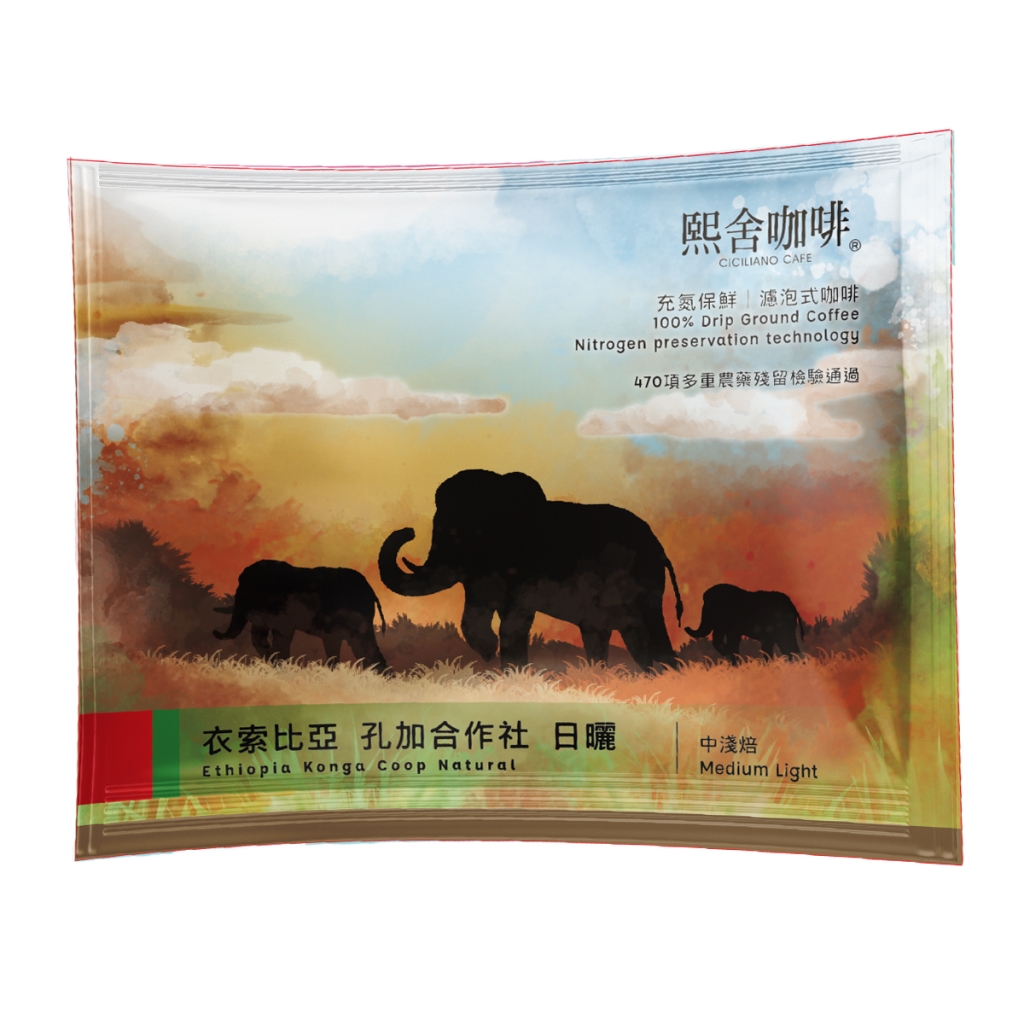 熙舍咖啡®
CICILIANO CAFE
充氮保鮮｜濾泡式咖啡
100% Drip Ground Coffee
Nitrogen preservation technology
470項多重農藥殘留檢驗通過
衣索比亞 孔加合作社 日曬
Ethiopia Konga Coop Natural
中淺焙
Medium Light